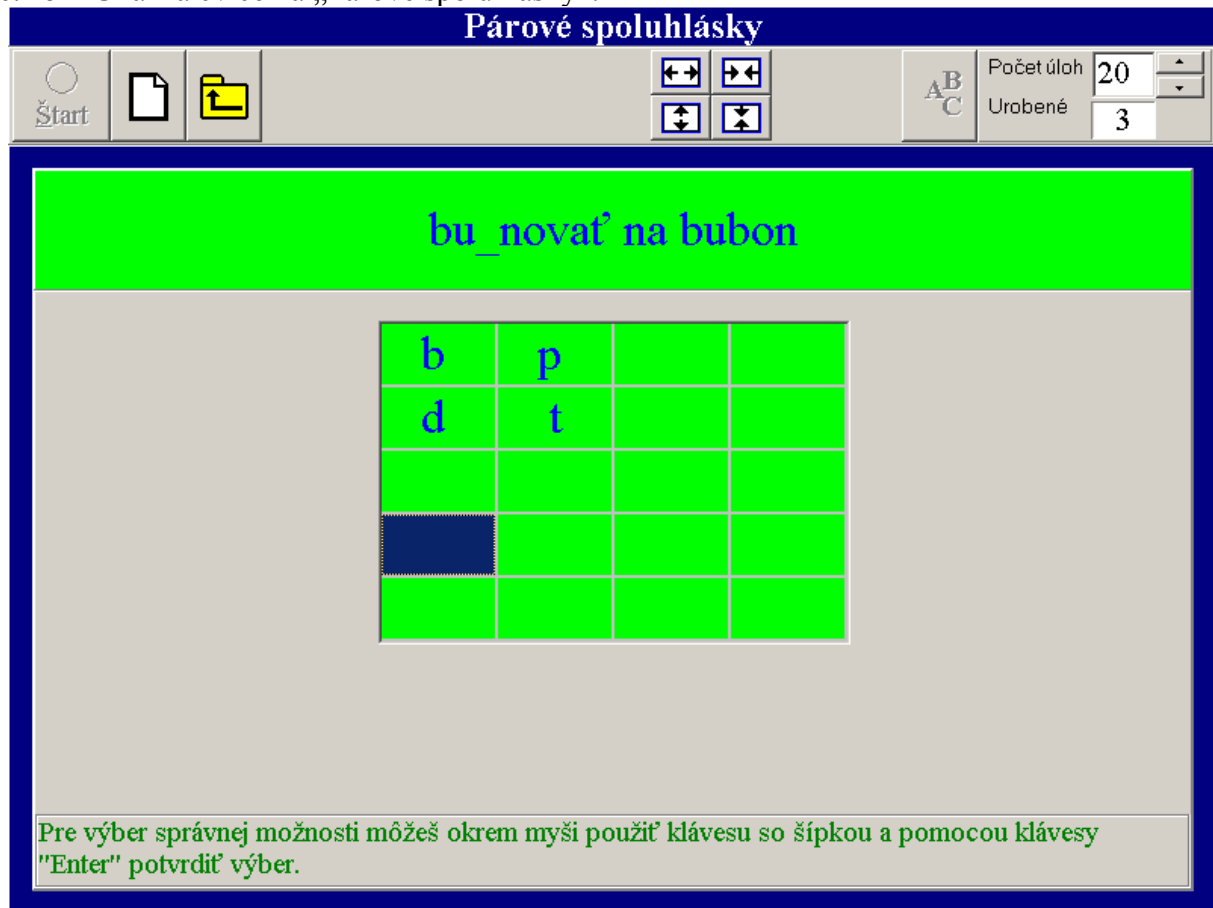 Párové spoluhlásky
Štart
A B C
Počet úloh 20
Urobené 3
bu_novať na bubon
b p
d t
Pre výber správnej možnosti môžeš okrem myši použiť klávesu so šípkou a pomocou klávesy
"Enter" potvrdiť výber.